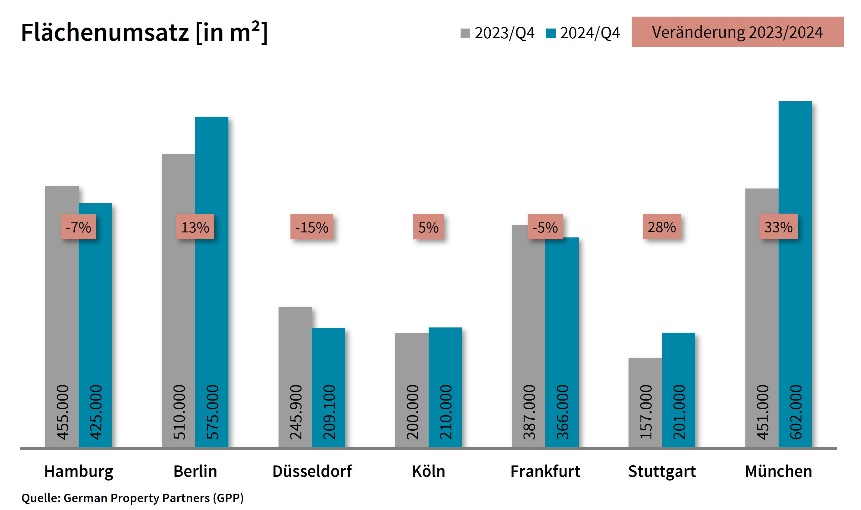 Flächenumsatz [in m²]
2023/Q4 2024/Q4 Veränderung 2023/2024
-7% 13% -15% 5% -5% 28% 33%
455.000 425.000 510.000 575.000 245.900 209.100 200.000 210.000 387.000 366.000 157.000 201.000 451.000 602.000
Hamburg Berlin Düsseldorf Köln Frankfurt Stuttgart München
Quelle: German Property Partners (GPP)